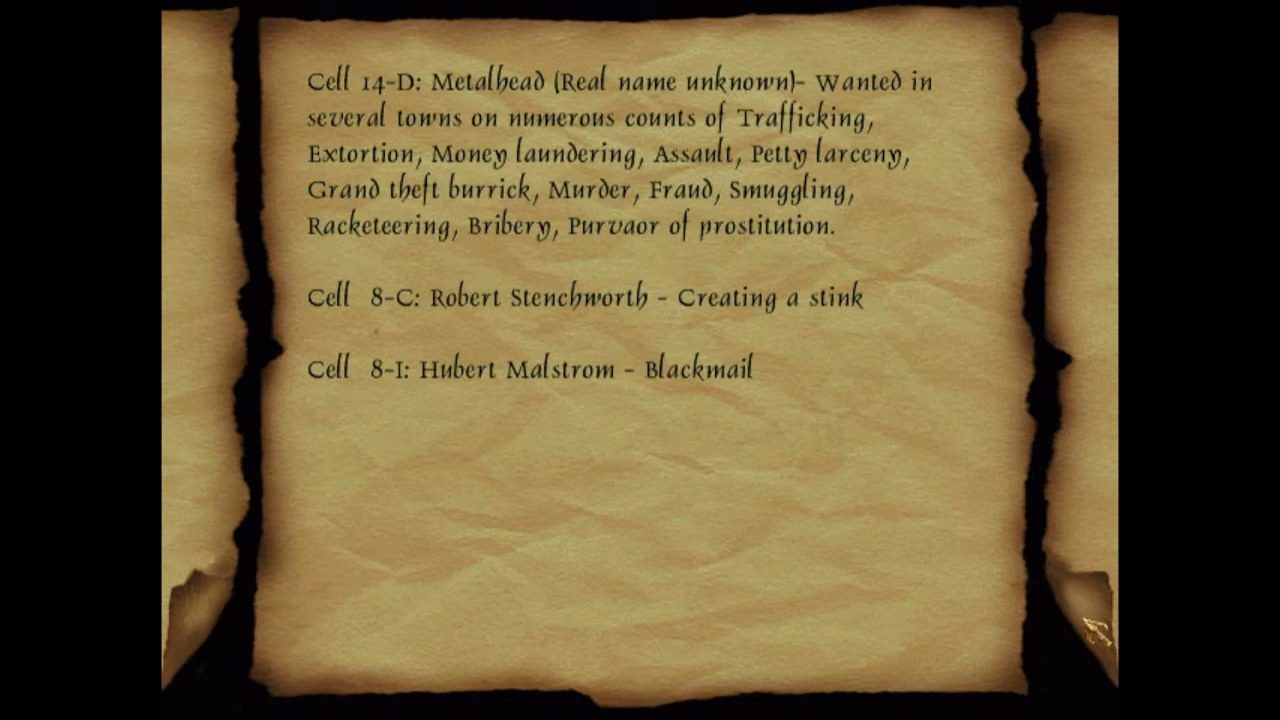 Cell 14-D: Metalhead (Real name unknown)- Wanted in
several towns on numerous counts of Trafficking,
Extortion, Money laundering, Assault, Petty larceny,
Grand theft burrick, Murder, Fraud, Smuggling,
Racketeering, Bribery, Purvaor of prostitution.
Cell 8-C: Robert Stenchworth - Creating a stink
Cell 8-I: Hubert Malstrom - Blackmail